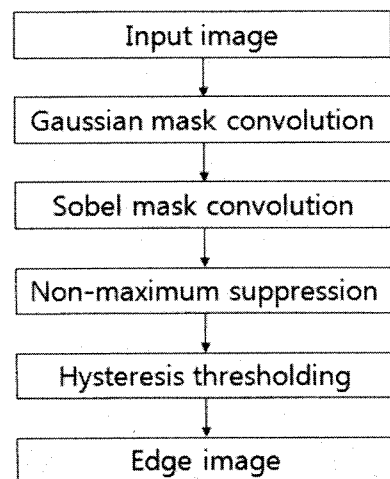 Input image
Gaussian mask convolution
Sobel mask convolution
Non-maximum suppression
Hysteresis thresholding
Edge image